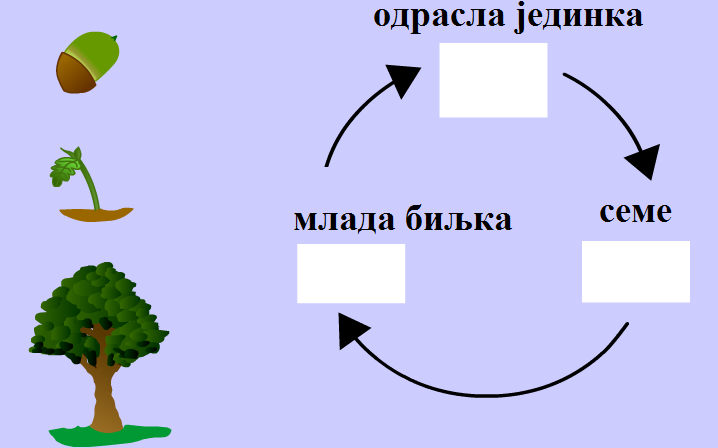 одрасла јединка
млада биљка
семе